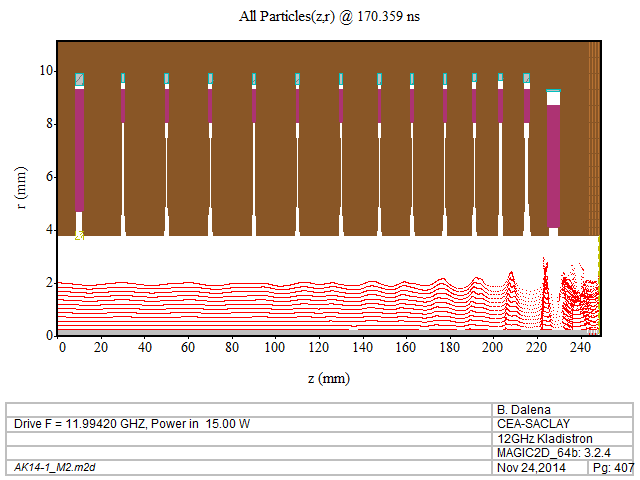 All Particles(z,r) @ 170.359 ns
10
8
6
4
2
0
r (mm)
0 20 40 60 80 100 120 140 160 180 200 220 240
z (mm)
B. Dalena
Drive F = 11.99420 GHZ, Power in 15.00 W CEA-SACLAY
12GHz Kladistron
MAGIC2D_64b: 3.2.4
AK14-1_M2.m2d Nov 24,2014 Pg: 407